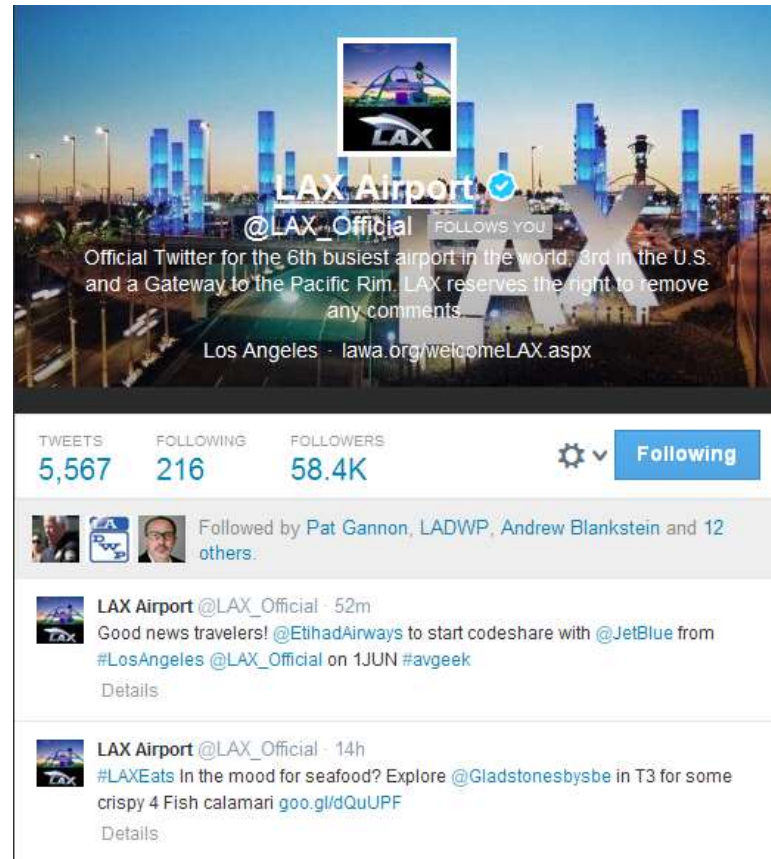 LAX
LAX Airport
@LAX_Official FOLLOWS YOU
LAX
Official Twitter for the 6th busiest airport in the world, 3rd in the U.S.
and a Gateway to the Pacific Rim. LAX reserves the right to remove
any comments
Los Angeles · lawa.org/welcomeLAX.aspx
TWEETS FOLLOWING FOLLOWERS
5,567 216 58.4K Following
LA
DWP
Followed by Pat Gannon, LADWP, Andrew Blankstein and 12
others.
LAX Airport @LAX_Official · 52m
LAX
Good news travelers! @EtihadAirways to start codeshare with @JetBlue from
#LosAngeles @LAX_Official on 1JUN #avgeek
Details
LAX Airport @LAX_Official · 14h
LAX
#LAXEats In the mood for seafood? Explore @Gladstonesbysbe in T3 for some
crispy 4 Fish calamari goo.gl/dQuUPF
Details